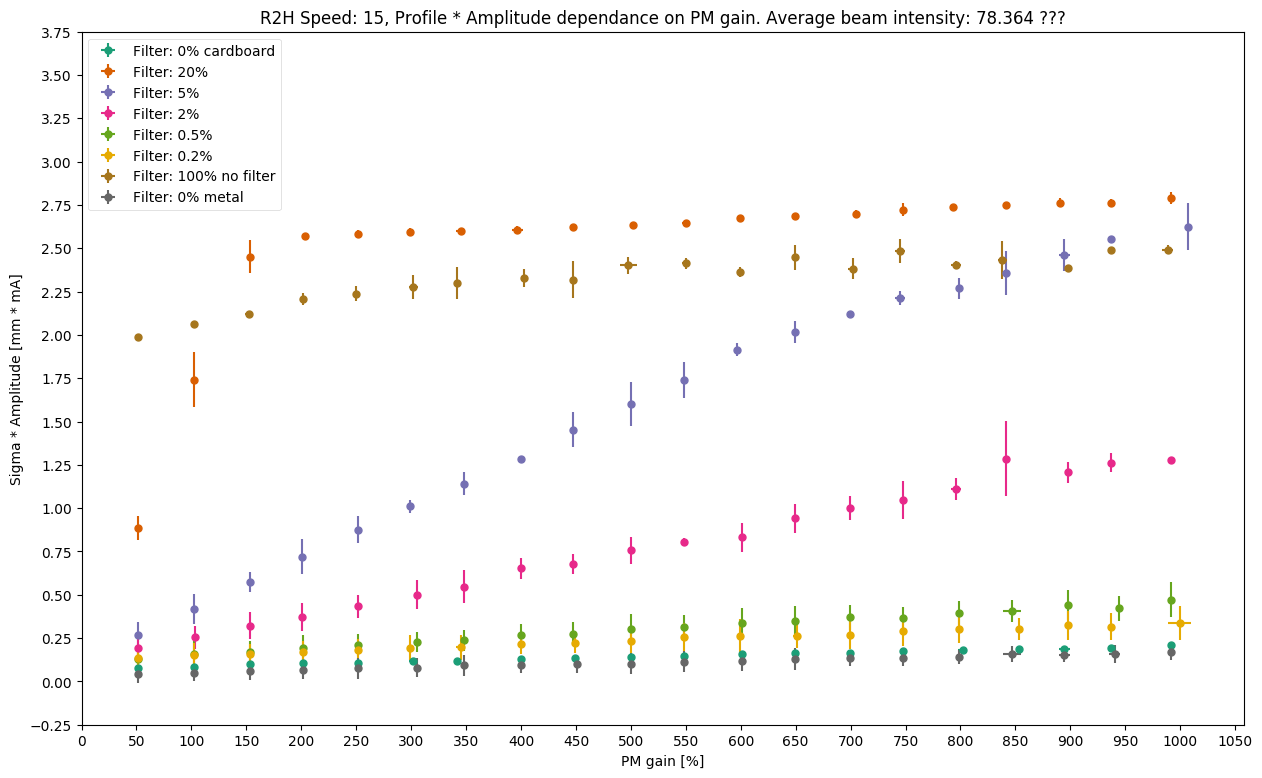 R2H Speed: 15, Profile * Amplitude dependance on PM gain. Average beam intensity: 78.364 ???
3.75
3.50
3.25
3.00
2.75
2.50
2.25
2.00
1.75
1.50
1.25
1.00
0.75
0.50
0.25
0.00
−0.25
Sigma * Amplitude [mm * mA]
Filter: 0% cardboard
Filter: 20%
Filter: 5%
Filter: 2%
Filter: 0.5%
Filter: 0.2%
Filter: 100% no filter
Filter: 0% metal
0 50 100 150 200 250 300 350 400 450 500 550 600 650 700 750 800 850 900 950 1000 1050
PM gain [%]